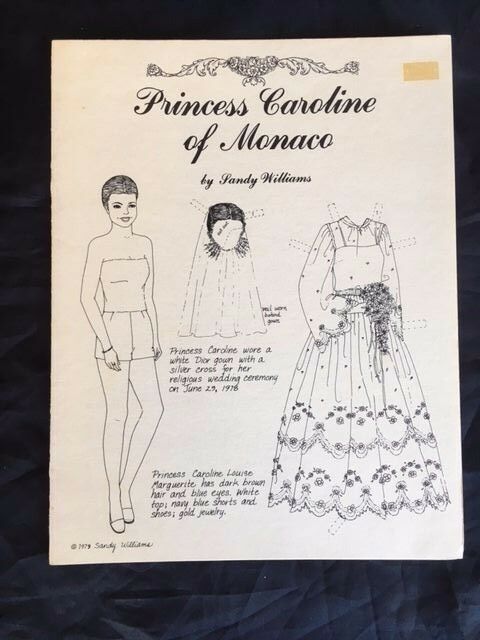 Princess Caroline
of Monaco
by Sandy Williams
veil worn
behind
gown
Princess Caroline wore a
white Dior gown with a
silver cross for her
religious wedding ceremony
on June 29, 1978
Princess Caroline Louise
Marguerite has dark brown
hair and blue eyes. White
top; navy blue shorts and
shoes; gold jewelry.
© 1979 Sandy Williams